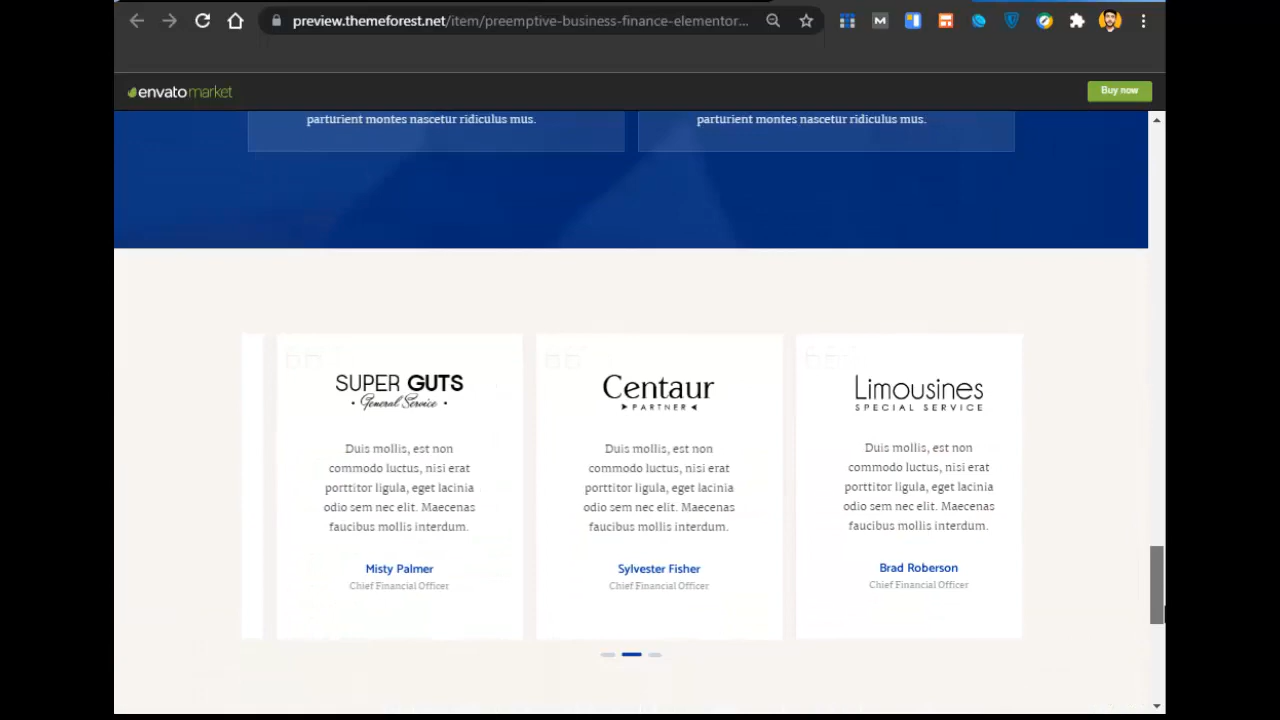 preview.themeforest.net/item/preemptive-business-finance-elementor...
envatomarket
Buy now
parturient montes nascetur ridiculus mus.
parturient montes nascetur ridiculus mus.
SUPER GUTS
General Service
Duis mollis, est non
commodo luctus, nisi erat
porttitor ligula, eget lacinia
odio sem nec elit. Maecenas
faucibus mollis interdum.
Misty Palmer
Chief Financial Officer
Centaur
PARTNER
Duis mollis, est non
commodo luctus, nisi erat
porttitor ligula, eget lacinia
odio sem nec elit. Maecenas
faucibus mollis interdum.
Sylvester Fisher
Chief Financial Officer
Limousines
SPECIAL SERVICE
Duis mollis, est non
commodo luctus, nisi erat
porttitor ligula, eget lacinia
odio sem nec elit. Maecenas
faucibus mollis interdum.
Brad Roberson
Chief Financial Officer